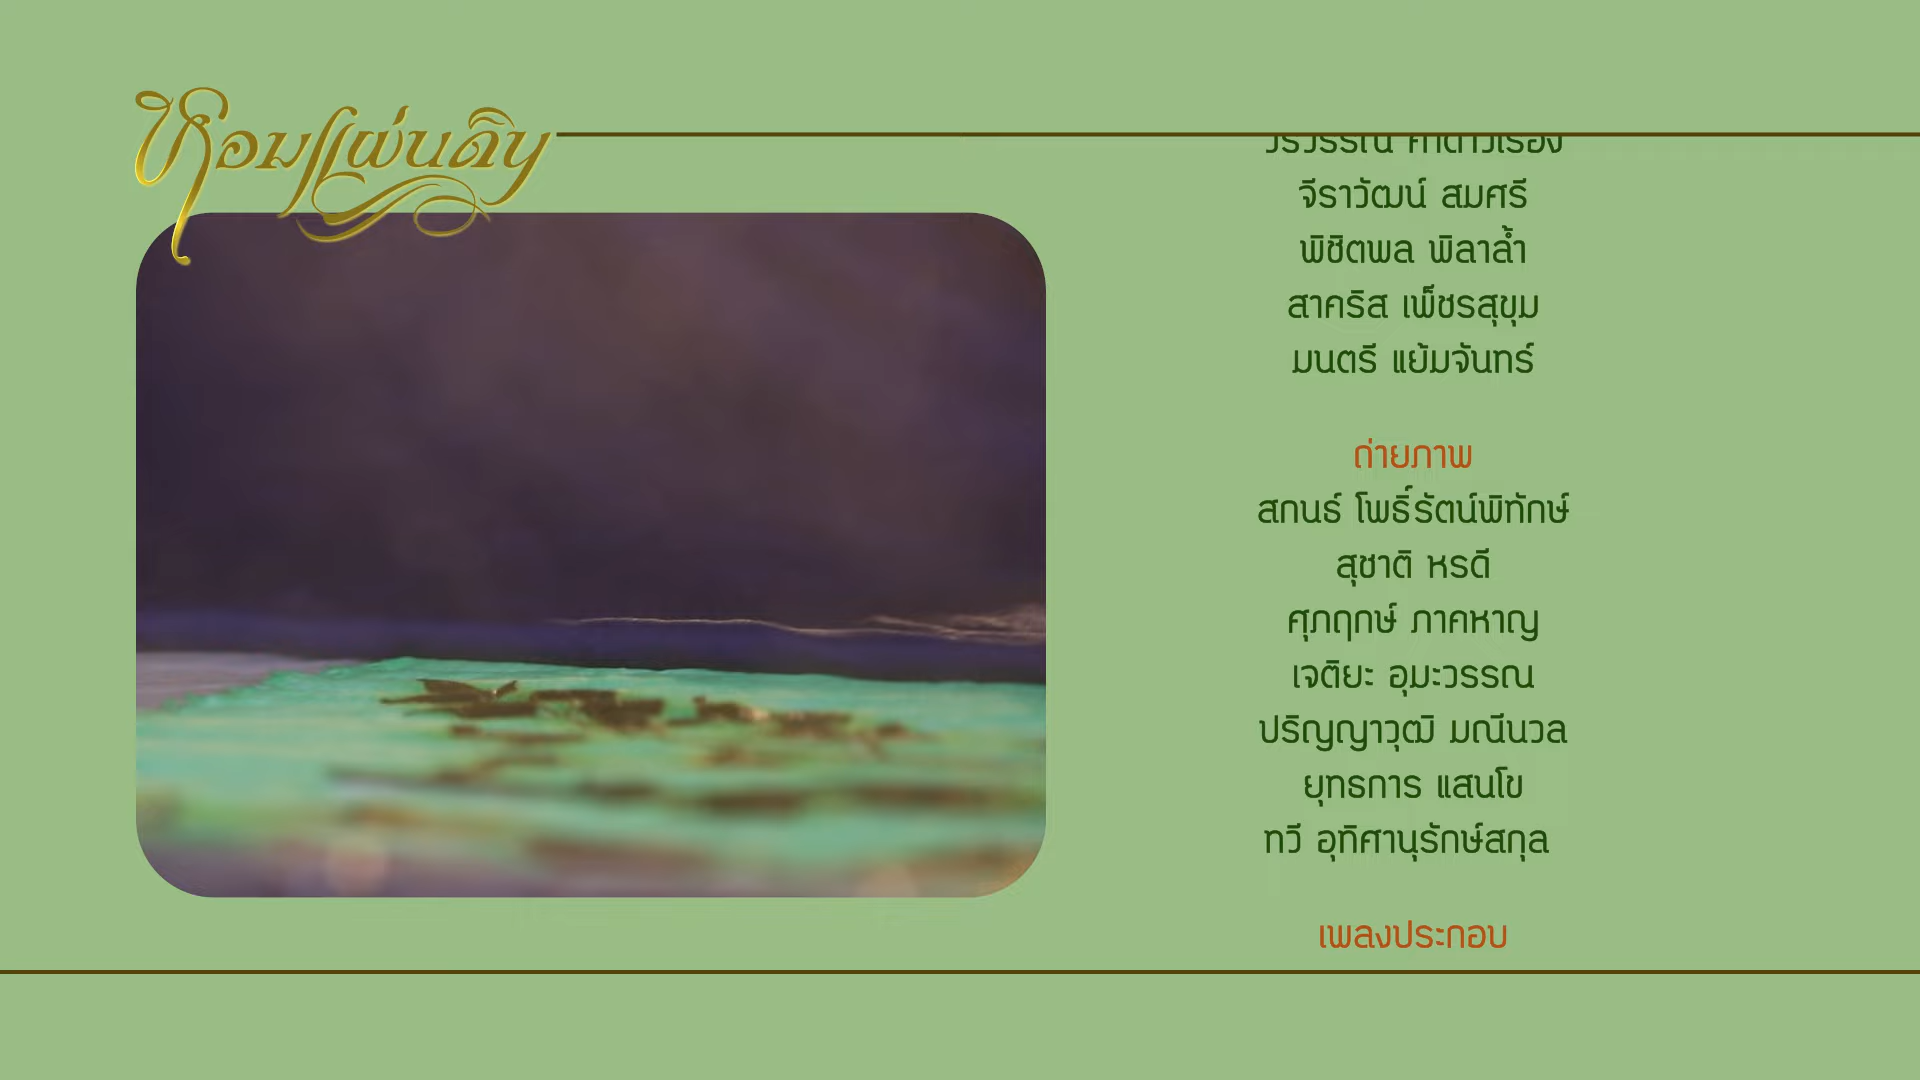 หอมแผ่นดิน
จีราวัฒน์ สมศรี
พิชิตพล พิลาล้ำ
สาคริส เพ็ชรสุขุม
มนตรี แย้มจันทร์
ถ่ายภาพ
สกนธ์ โพธิ์รัตน์พิทักษ์
สุชาติ หรดี
ศุภฤกษ์ ภาคหาญ
เจติยะ อุมะวรรณ
ปริญญาวุฒิ มณีนวล
ยุทธการ แสนโข
ทวี อุทิศานุรักษ์สกุล
เพลงประกอบ